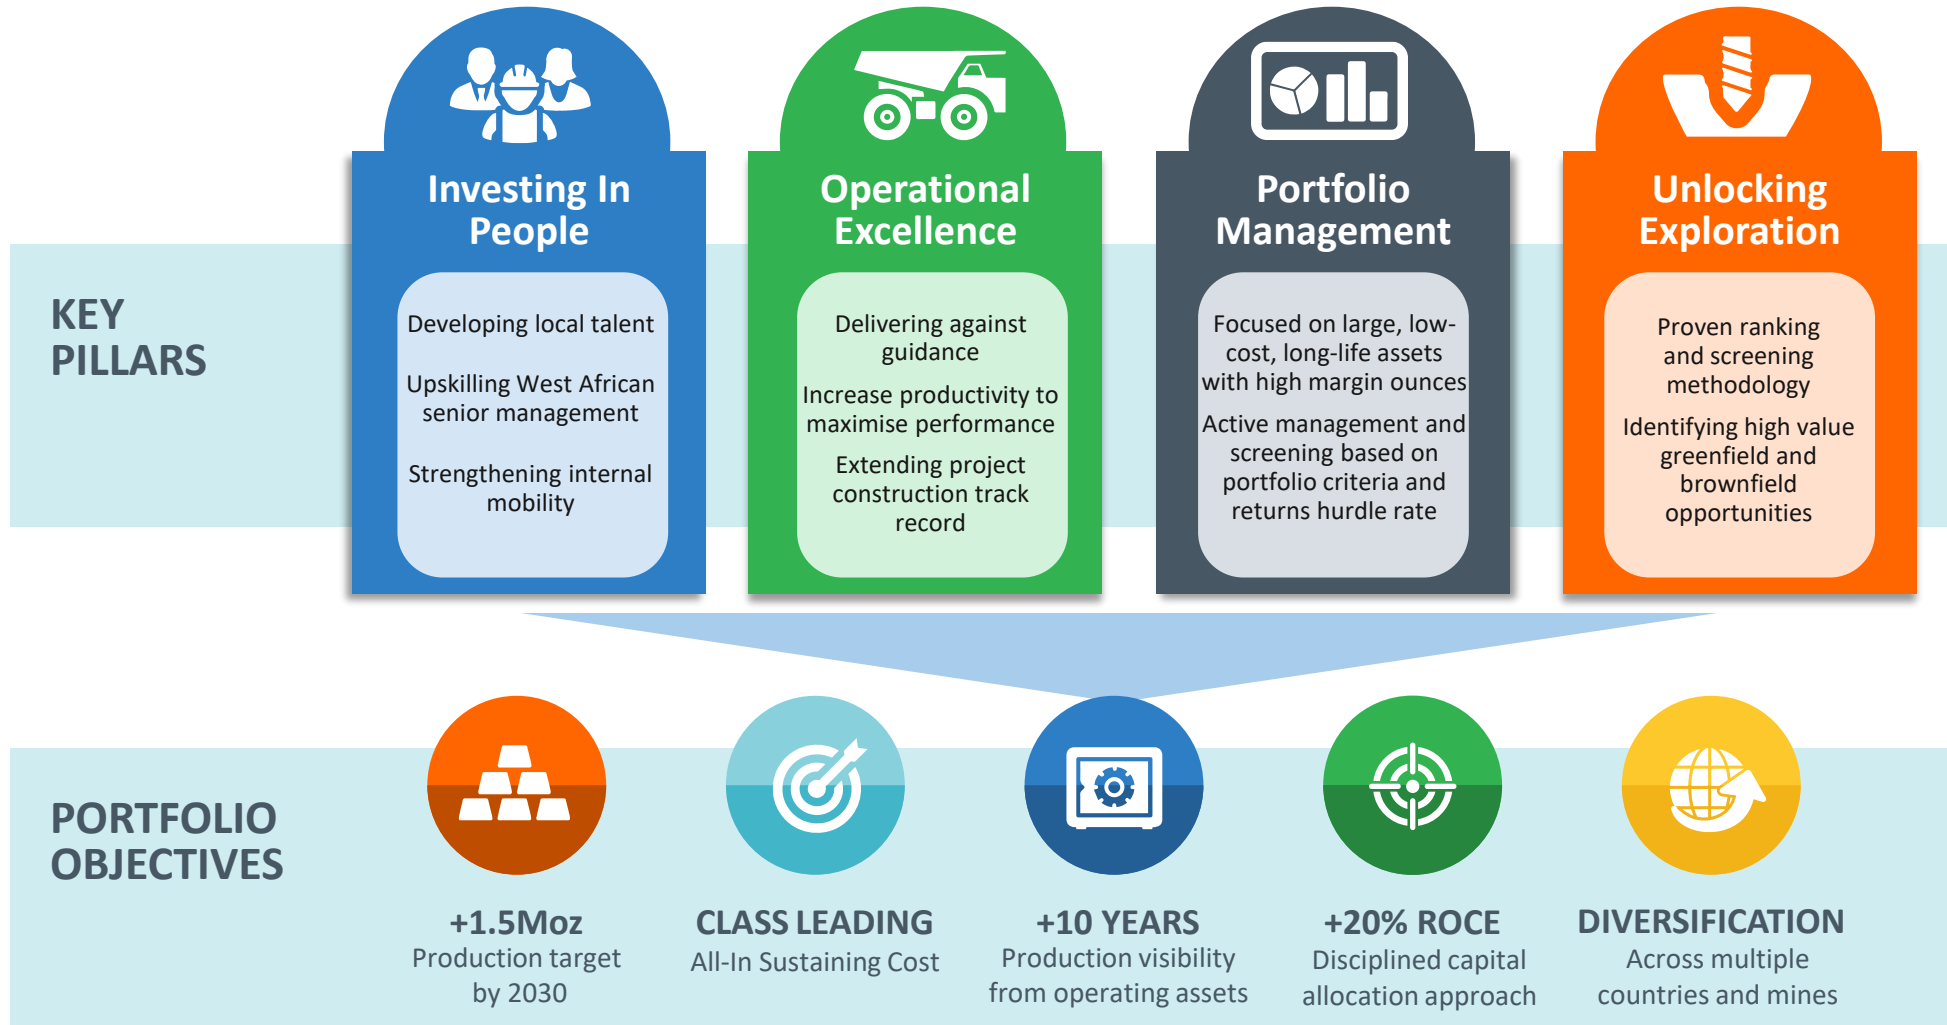 KEY
PILLARS
Investing In
People
Developing local talent
Upskilling West African
senior management
Strengthening internal
mobility
Operational
Excellence
Delivering against
guidance
Increase productivity to
maximise performance
Extending project
construction track
record
Portfolio
Management
Focused on large, low-
cost, long-life assets
with high margin ounces
Active management and
screening based on
portfolio criteria and
returns hurdle rate
Unlocking
Exploration
Proven ranking
and screening
methodology
Identifying high value
greenfield and
brownfield
opportunities
PORTFOLIO
OBJECTIVES
+1.5Moz
Production target
by 2030
CLASS LEADING
All-In Sustaining Cost
+10 YEARS
Production visibility
from operating assets
+20% ROCE
Disciplined capital
allocation approach
DIVERSIFICATION
Across multiple
countries and mines